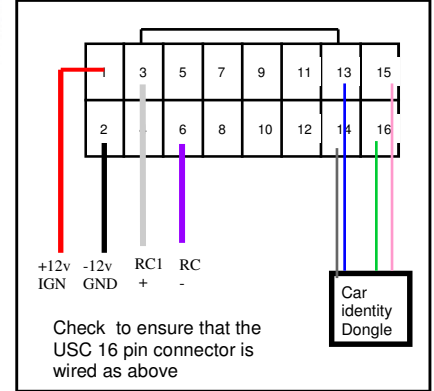 1 3 5 7 9 11 13 15
2 4 6 8 10 12 14 16
+12v -12v RC1 RC
IGN GND + -
Car
identity
Dongle
Check to ensure that the
USC 16 pin connector is
wired as above